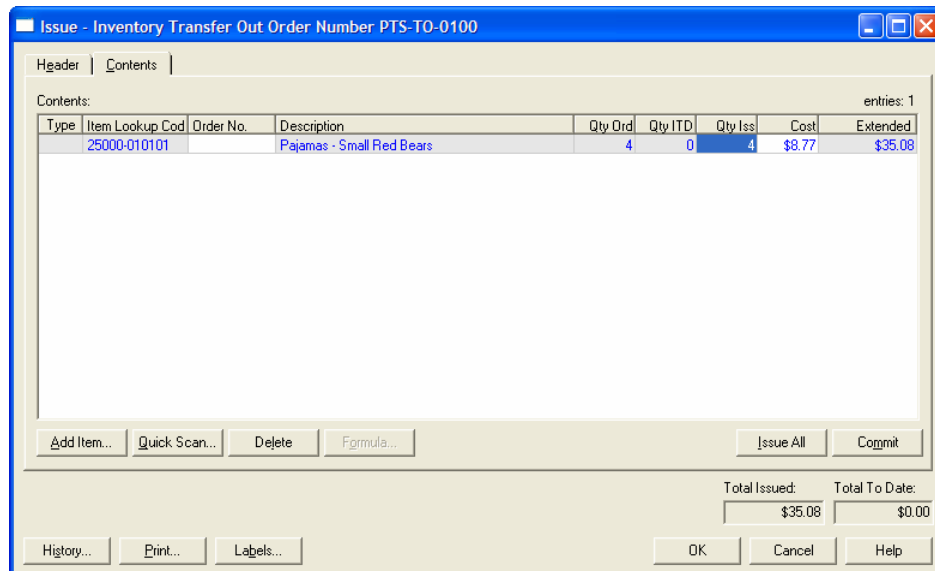 Issue - Inventory Transfer Out Order Number PTS-TO-0100
Header Contents
Contents: entries: 1
Type Item Lookup Cod Order No. Description Qty Ord Qty ITD Qty Iss Cost Extended
25000-010101 Pajamas - Small Red Bears 4 0 4 $8.77 $35.08
Add Item... Quick Scan... Delete Formula... Issue All Commit
Total Issued: Total To Date:
$35.08 $0.00
History... Print... Labels... OK Cancel Help